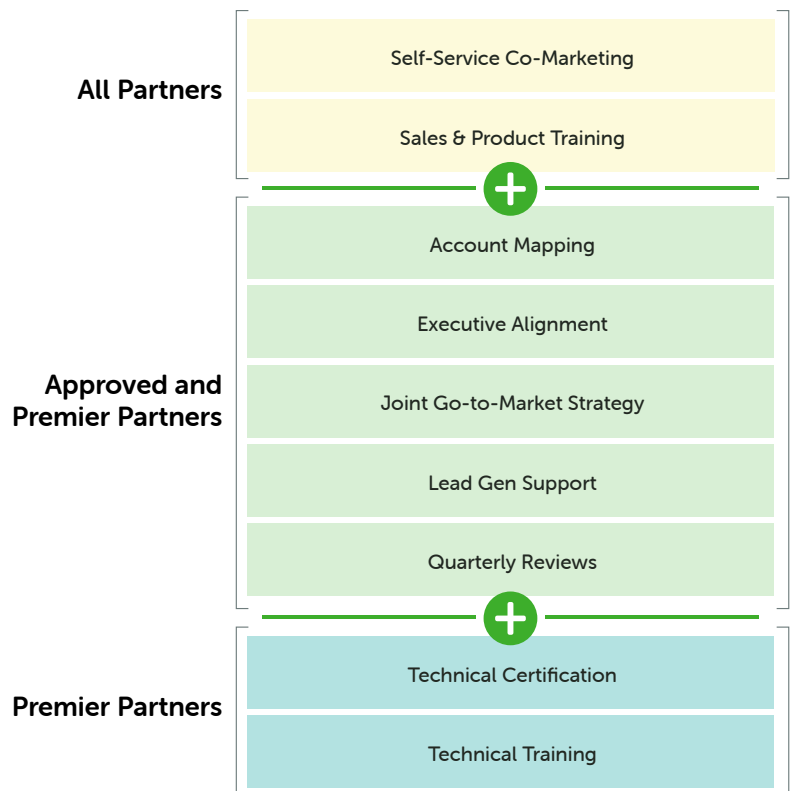 All Partners
Self-Service Co-Marketing
Sales & Product Training
Approved and
Premier Partners
Account Mapping
Executive Alignment
Joint Go-to-Market Strategy
Lead Gen Support
Quarterly Reviews
Premier Partners
Technical Certification
Technical Training